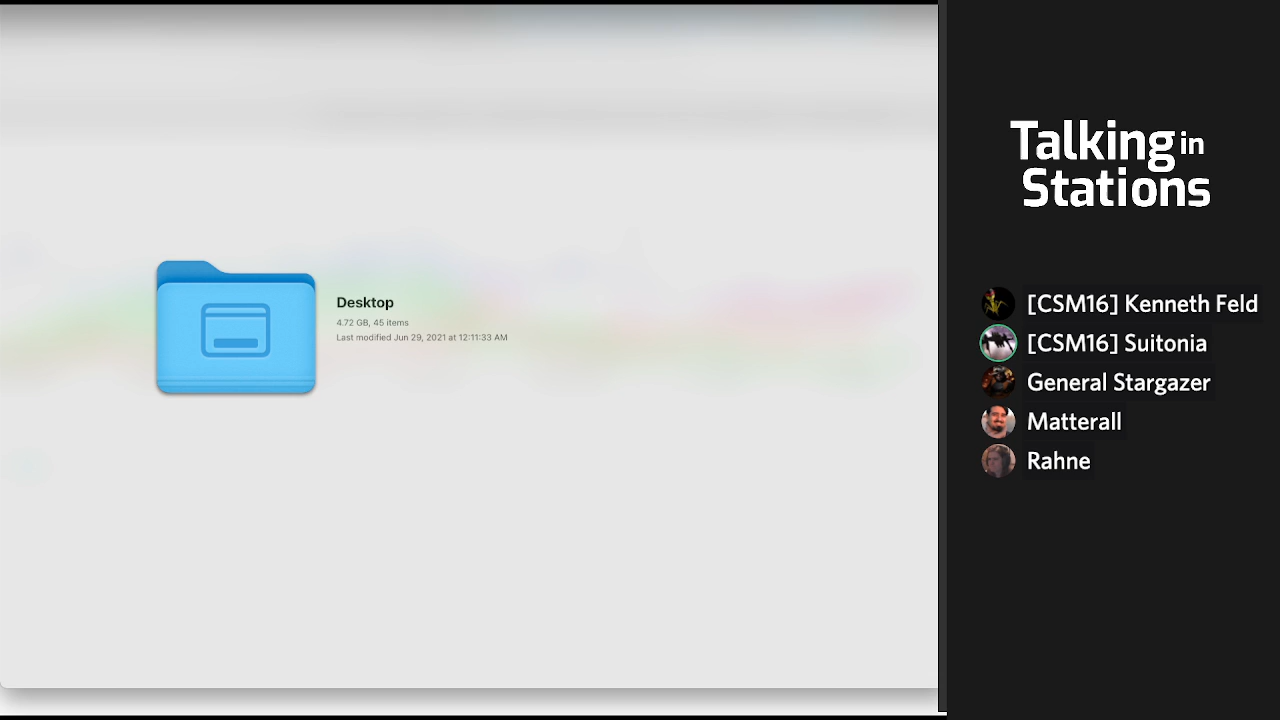 Desktop
4.72 GB, 45 items
Last modified Jun 29, 2021 at 12:11:33 AM
Talking in
Stations
[CSM16] Kenneth Feld
[CSM16] Suitonia
General Stargazer
Matterall
Rahne